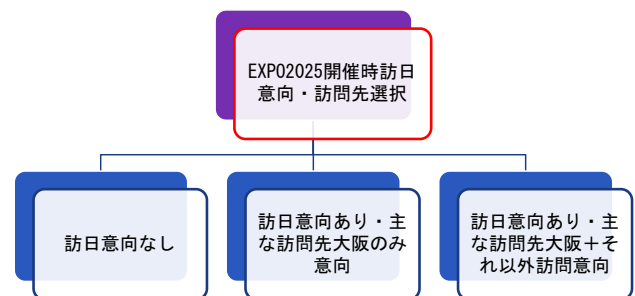 EXPO2025開催時訪日
意向・訪問先選択
訪日意向なし
訪日意向あり・主
な訪問先大阪のみ
意向
訪日意向あり・主
な訪問先大阪＋そ
れ以外訪問意向